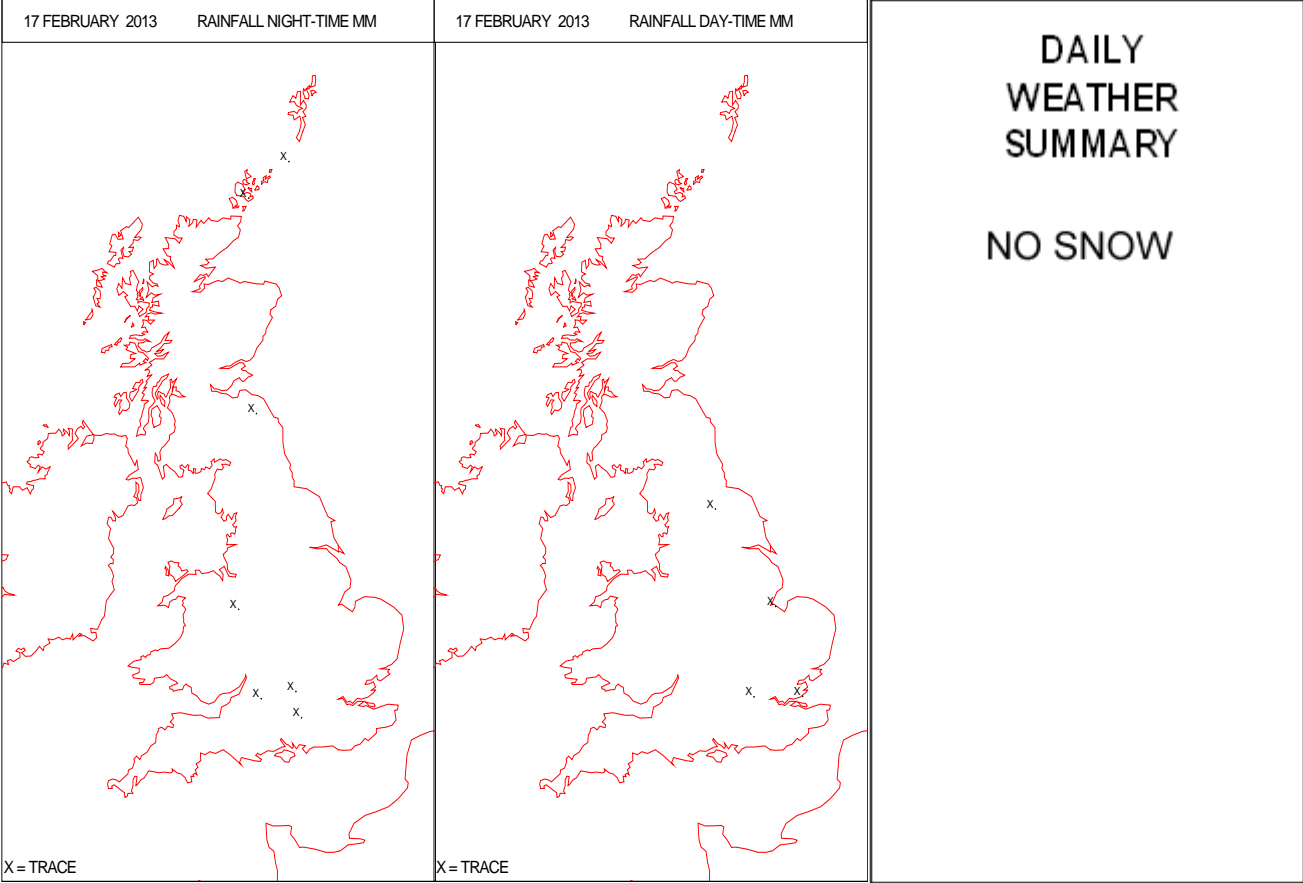 17 FEBRUARY 2013 RAINFALL NIGHT-TIME MM
X.
X.
X.
X.
X.
X.
X.
X = TRACE
17 FEBRUARY 2013 RAINFALL DAY-TIME MM
X.
X.
X.
X.
X = TRACE
DAILY
WEATHER
SUMMARY
NO SNOW